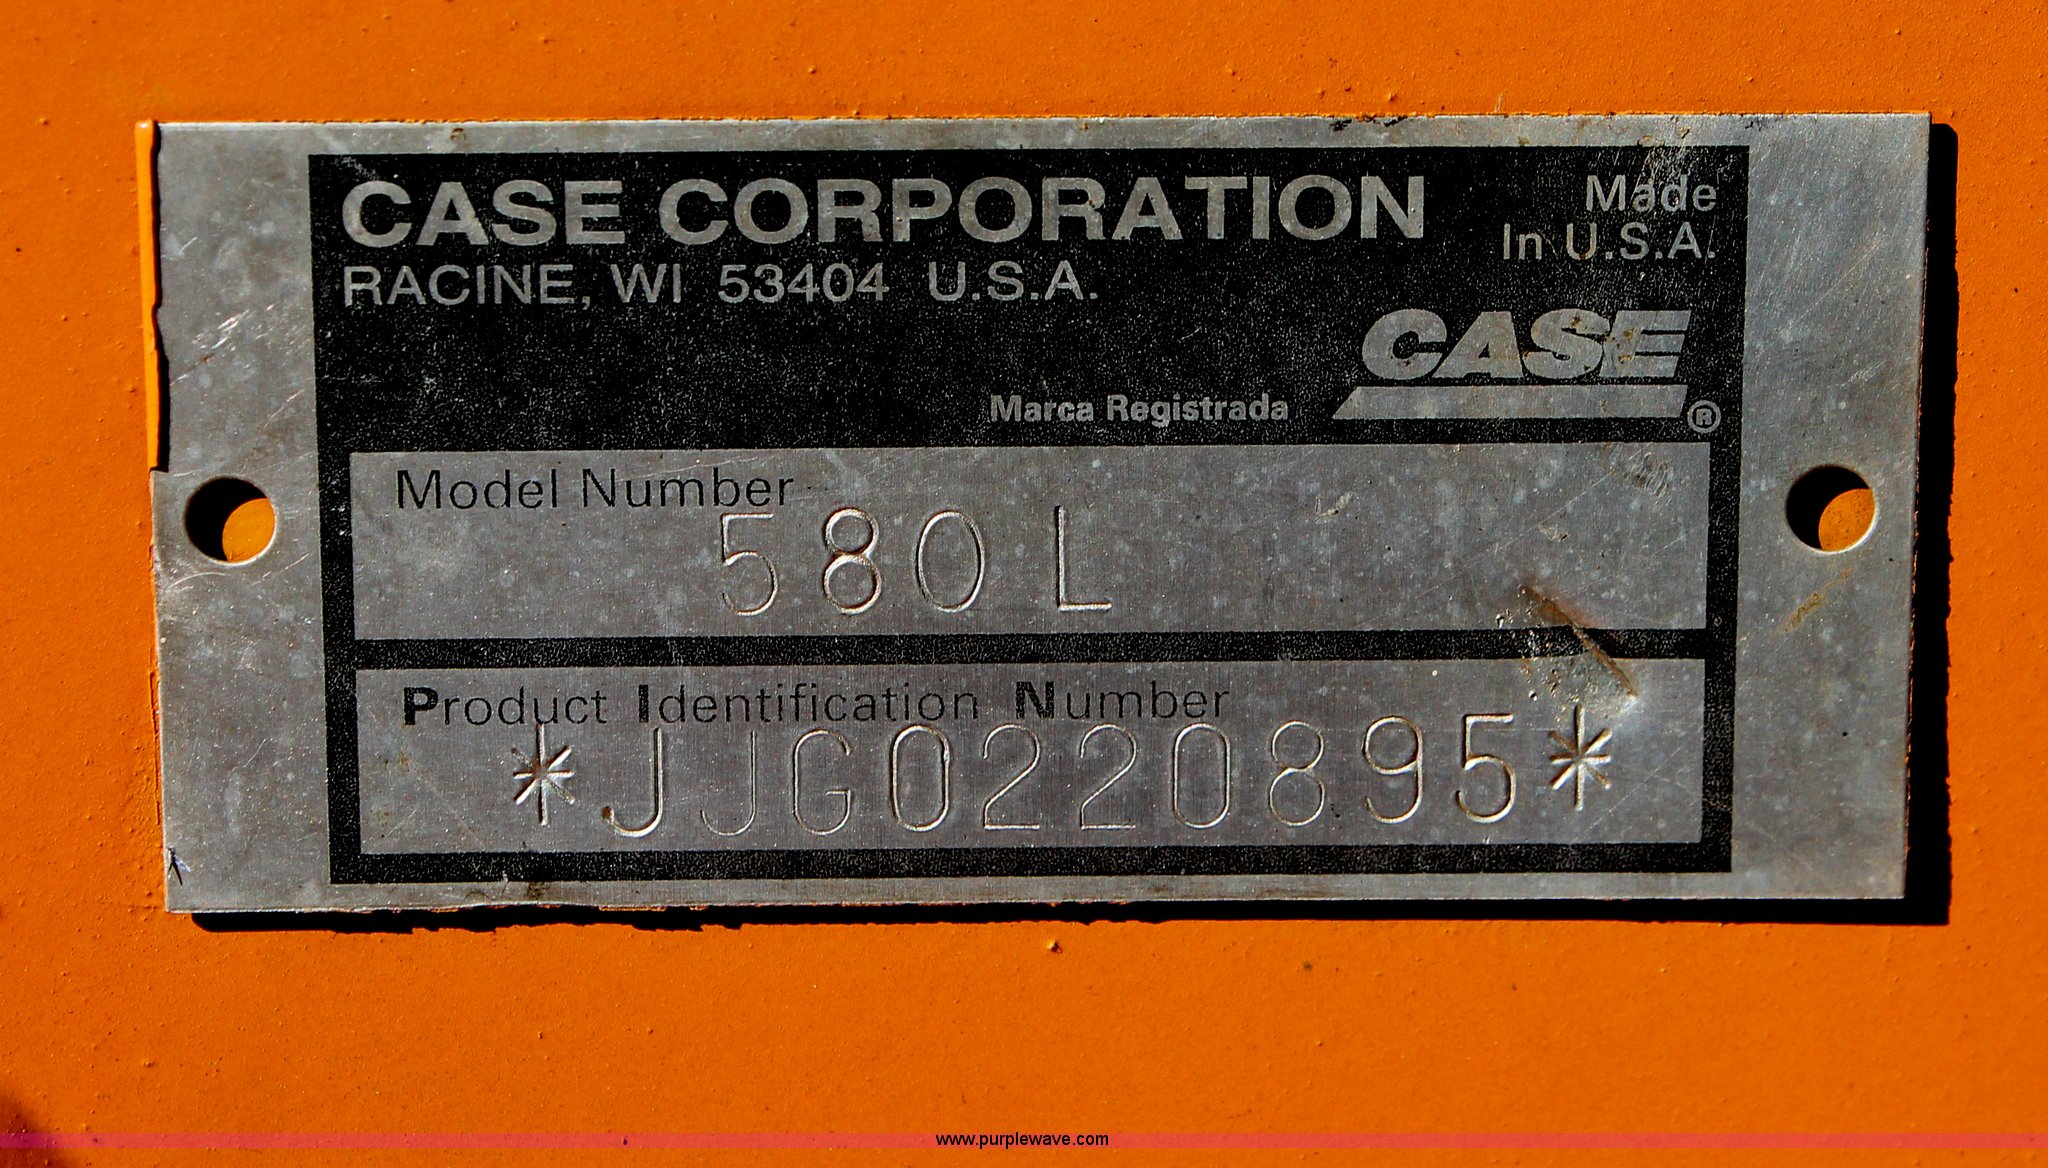 CASE CORPORATION
RACINE, WI 53404 U.S.A.
Made
In U.S.A.
CASE
Marca Registrada ®
Model Number
580 L
Product Identification Number
*JJG0220895*
www.purplewave.com